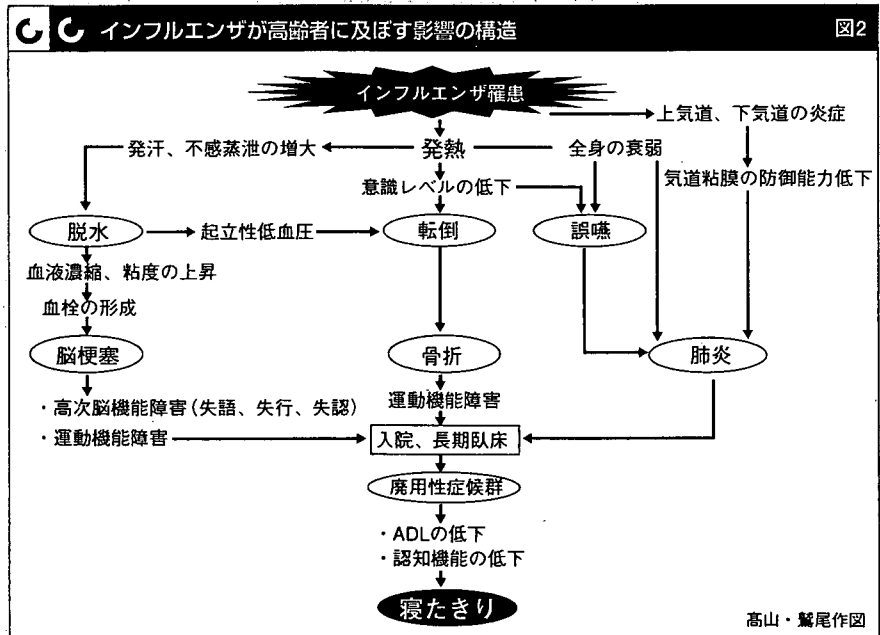 インフルエンザが高齢者に及ぼす影響の構造 図2
インフルエンザ罹患
上気道、下気道の炎症
発汗、不感蒸泄の増大 発熱 全身の衰弱
意識レベルの低下 気道粘膜の防御能力低下
脱水 起立性低血圧 転倒 誤嚥
血液濃縮、粘度の上昇
血栓の形成
脳梗塞 骨折 肺炎
・高次脳機能障害(失語、失行、失認) 運動機能障害
・運動機能障害 入院、長期臥床
廃用性症候群
・ADLの低下
・認知機能の低下
寝たきり
髙山・鷲尾作図